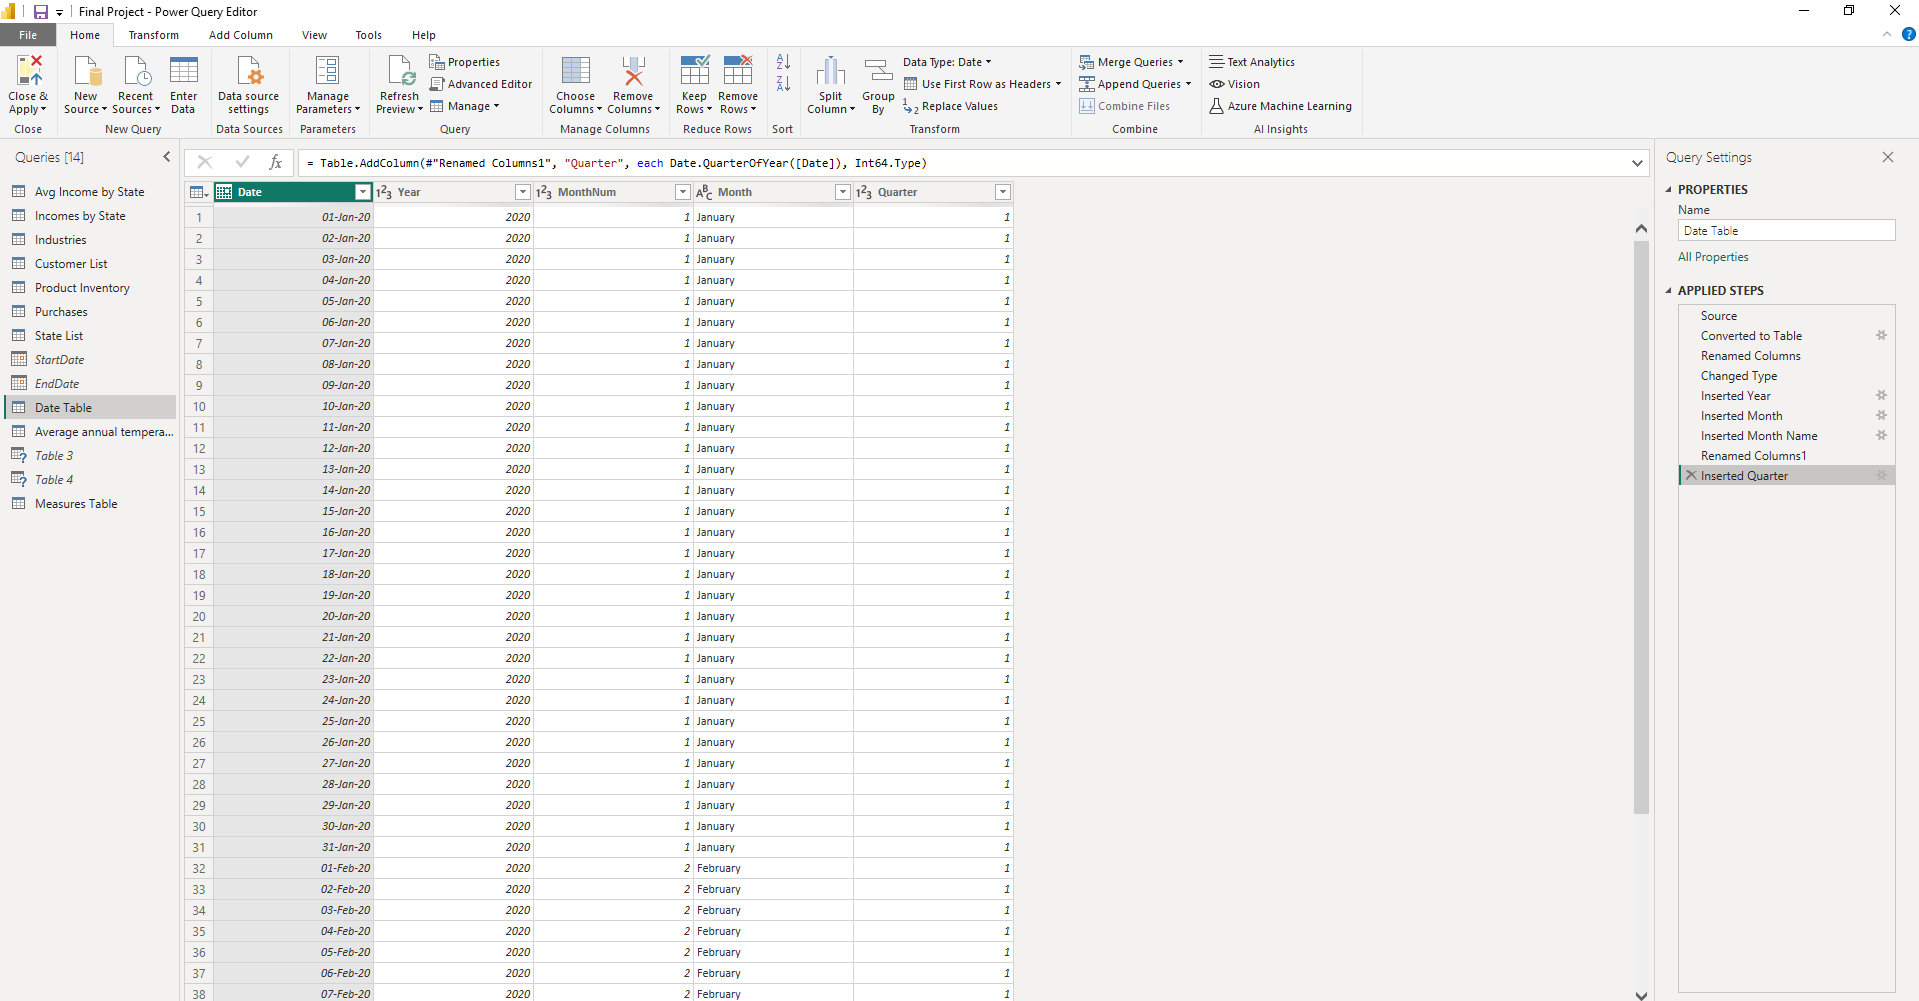 Final Project - Power Query Editor
File Home Transform Add Column View Tools Help
Close & Apply
Close
New Source
Recent Sources
Enter Data
New Query
Data source settings
Data Sources
Manage Parameters
Parameters
Refresh Preview
Properties
Advanced Editor
Manage
Query
Choose Columns
Remove Columns
Manage Columns
Keep Rows
Remove Rows
Reduce Rows
Sort
Split Column
Group By
Data Type: Date
Use First Row as Headers
Replace Values
Transform
Merge Queries
Append Queries
Combine Files
Combine
Text Analytics
Vision
Azure Machine Learning
AI Insights
Queries [14]
Avg Income by State
Incomes by State
Industries
Customer List
Product Inventory
Purchases
State List
StartDate
EndDate
Date Table
Average annual tempera...
Table 3
Table 4
Measures Table
fx = Table.AddColumn(#"Renamed Columns1", "Quarter", each Date.QuarterOfYear([Date]), Int64.Type)
Date 123 Year 123 MonthNum ABC Month 123 Quarter
1 01-Jan-20 2020 1 January 1
2 02-Jan-20 2020 1 January 1
3 03-Jan-20 2020 1 January 1
4 04-Jan-20 2020 1 January 1
5 05-Jan-20 2020 1 January 1
6 06-Jan-20 2020 1 January 1
7 07-Jan-20 2020 1 January 1
8 08-Jan-20 2020 1 January 1
9 09-Jan-20 2020 1 January 1
10 10-Jan-20 2020 1 January 1
11 11-Jan-20 2020 1 January 1
12 12-Jan-20 2020 1 January 1
13 13-Jan-20 2020 1 January 1
14 14-Jan-20 2020 1 January 1
15 15-Jan-20 2020 1 January 1
16 16-Jan-20 2020 1 January 1
17 17-Jan-20 2020 1 January 1
18 18-Jan-20 2020 1 January 1
19 19-Jan-20 2020 1 January 1
20 20-Jan-20 2020 1 January 1
21 21-Jan-20 2020 1 January 1
22 22-Jan-20 2020 1 January 1
23 23-Jan-20 2020 1 January 1
24 24-Jan-20 2020 1 January 1
25 25-Jan-20 2020 1 January 1
26 26-Jan-20 2020 1 January 1
27 27-Jan-20 2020 1 January 1
28 28-Jan-20 2020 1 January 1
29 29-Jan-20 2020 1 January 1
30 30-Jan-20 2020 1 January 1
31 31-Jan-20 2020 1 January 1
32 01-Feb-20 2020 2 February 1
33 02-Feb-20 2020 2 February 1
34 03-Feb-20 2020 2 February 1
35 04-Feb-20 2020 2 February 1
36 05-Feb-20 2020 2 February 1
37 06-Feb-20 2020 2 February 1
38 07-Feb-20 2020 2 February 1
Query Settings
PROPERTIES
Name
Date Table
All Properties
APPLIED STEPS
Source
Converted to Table
Renamed Columns
Changed Type
Inserted Year
Inserted Month
Inserted Month Name
Renamed Columns1
Inserted Quarter